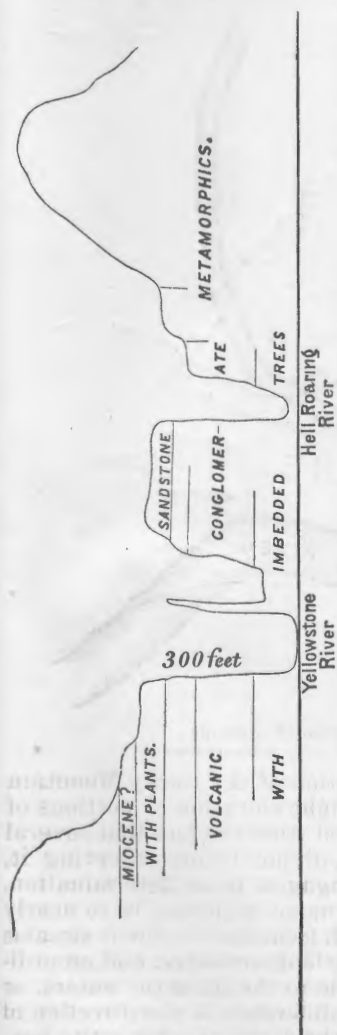 METAMORPHICS.
MIOCENE?
WITH PLANTS. SANDSTONE
VOLCANIC CONGLOMER-ATE
WITH IMBEDDED TREES
300 feet
Yellowstone
River
Hell Roaring
River